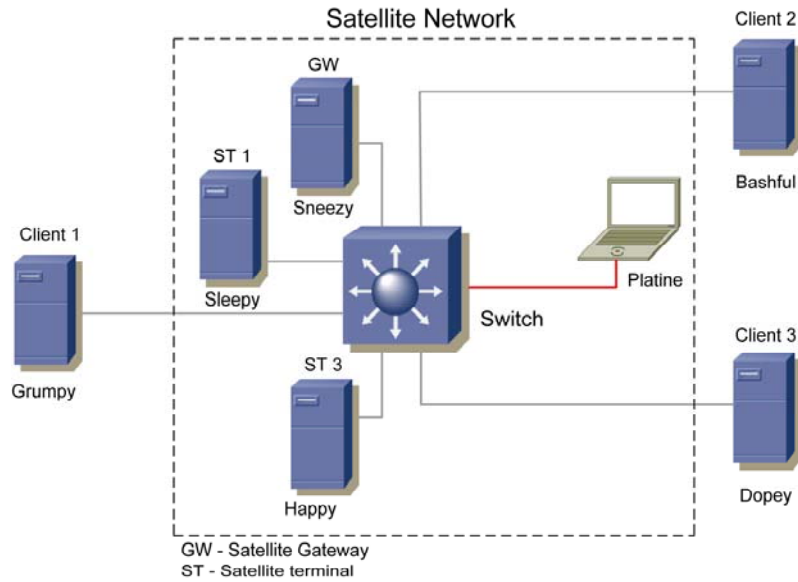 Satellite Network
Client 2
GW
ST 1
Sneezy
Bashful
Client 1
Sleepy
Platine
Switch
Client 3
ST 3
Grumpy
Happy
Dopey
GW - Satellite Gateway
ST - Satellite terminal